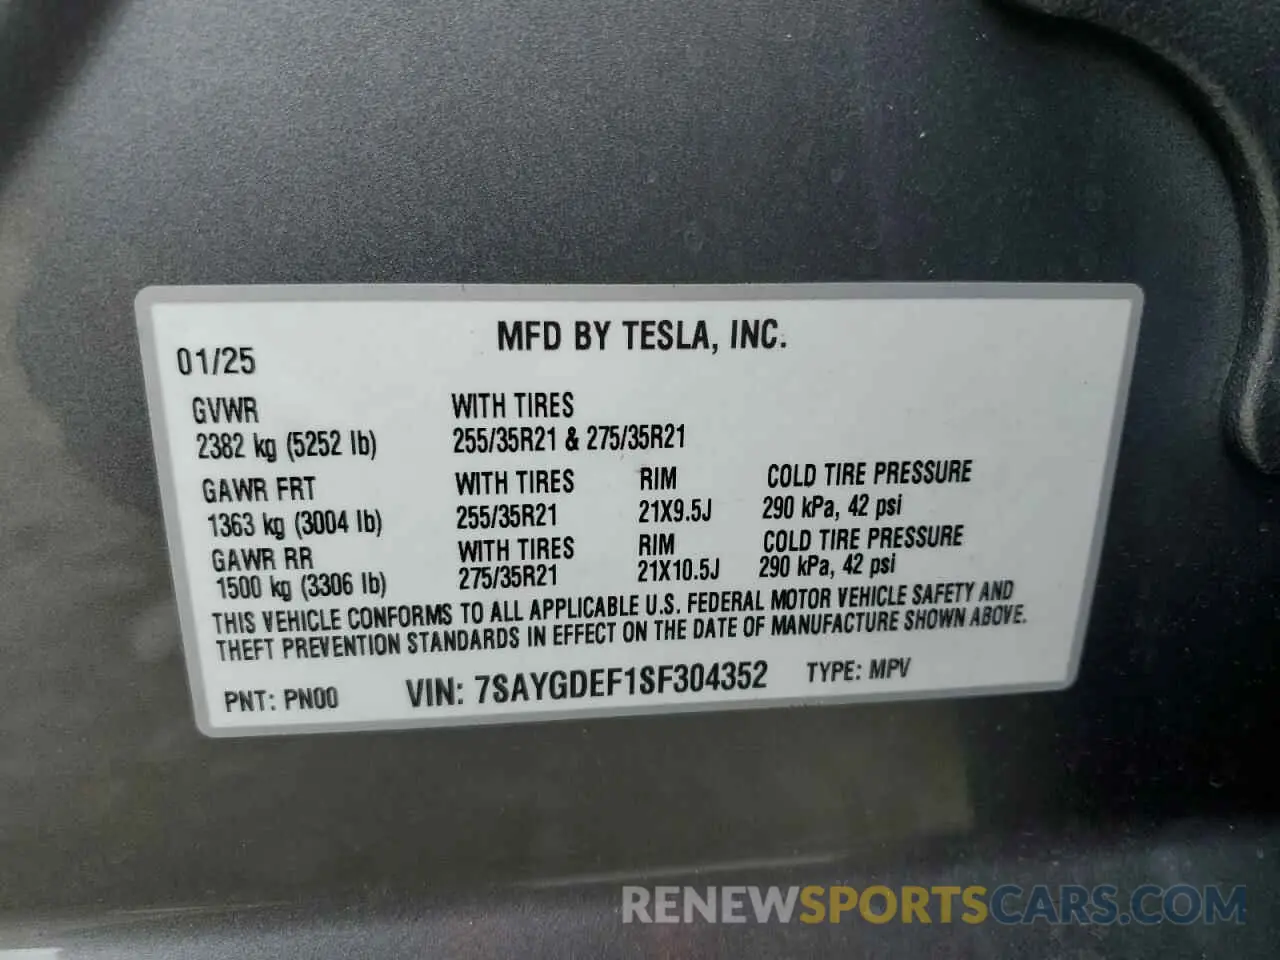 MFD BY TESLA, INC.
01/25
GVWR WITH TIRES
2382 kg (5252 lb) 255/35R21 & 275/35R21
GAWR FRT WITH TIRES RIM COLD TIRE PRESSURE
1363 kg (3004 lb) 255/35R21 21X9.5J 290 kPa, 42 psi
GAWR RR WITH TIRES RIM COLD TIRE PRESSURE
1500 kg (3306 lb) 275/35R21 21X10.5J 290 kPa, 42 psi
THIS VEHICLE CONFORMS TO ALL APPLICABLE U.S. FEDERAL MOTOR VEHICLE SAFETY AND
THEFT PREVENTION STANDARDS IN EFFECT ON THE DATE OF MANUFACTURE SHOWN ABOVE.
PNT: PN00 VIN: 7SAYGDEF1SF304352 TYPE: MPV
RENEWSPORTSCARS.COM